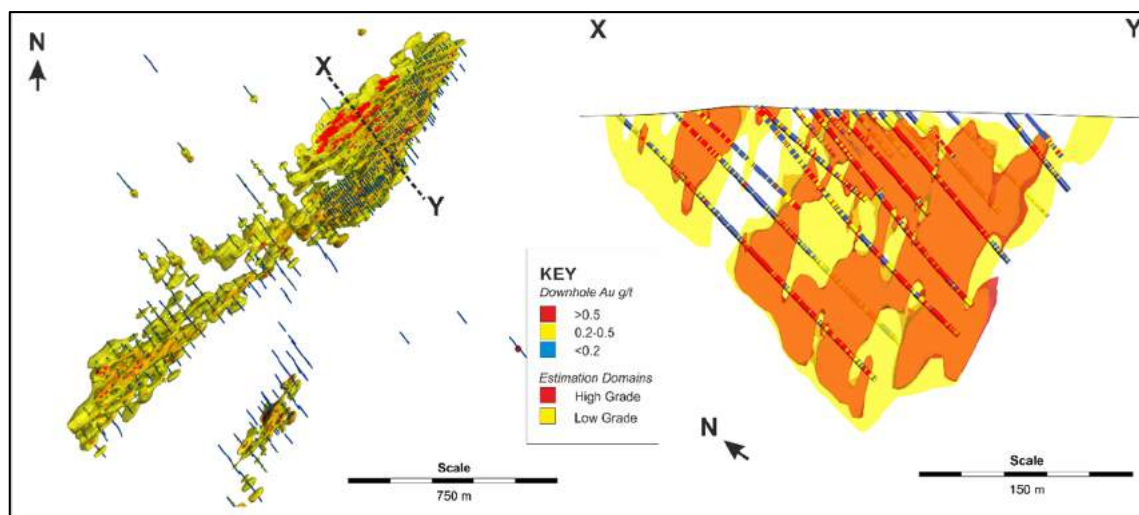 N
X
Y
Scale
750 m
KEY
Downhole Au g/t
>0.5
0.2-0.5
<0.2
Estimation Domains
High Grade
Low Grade
X
Y
N
Scale
150 m